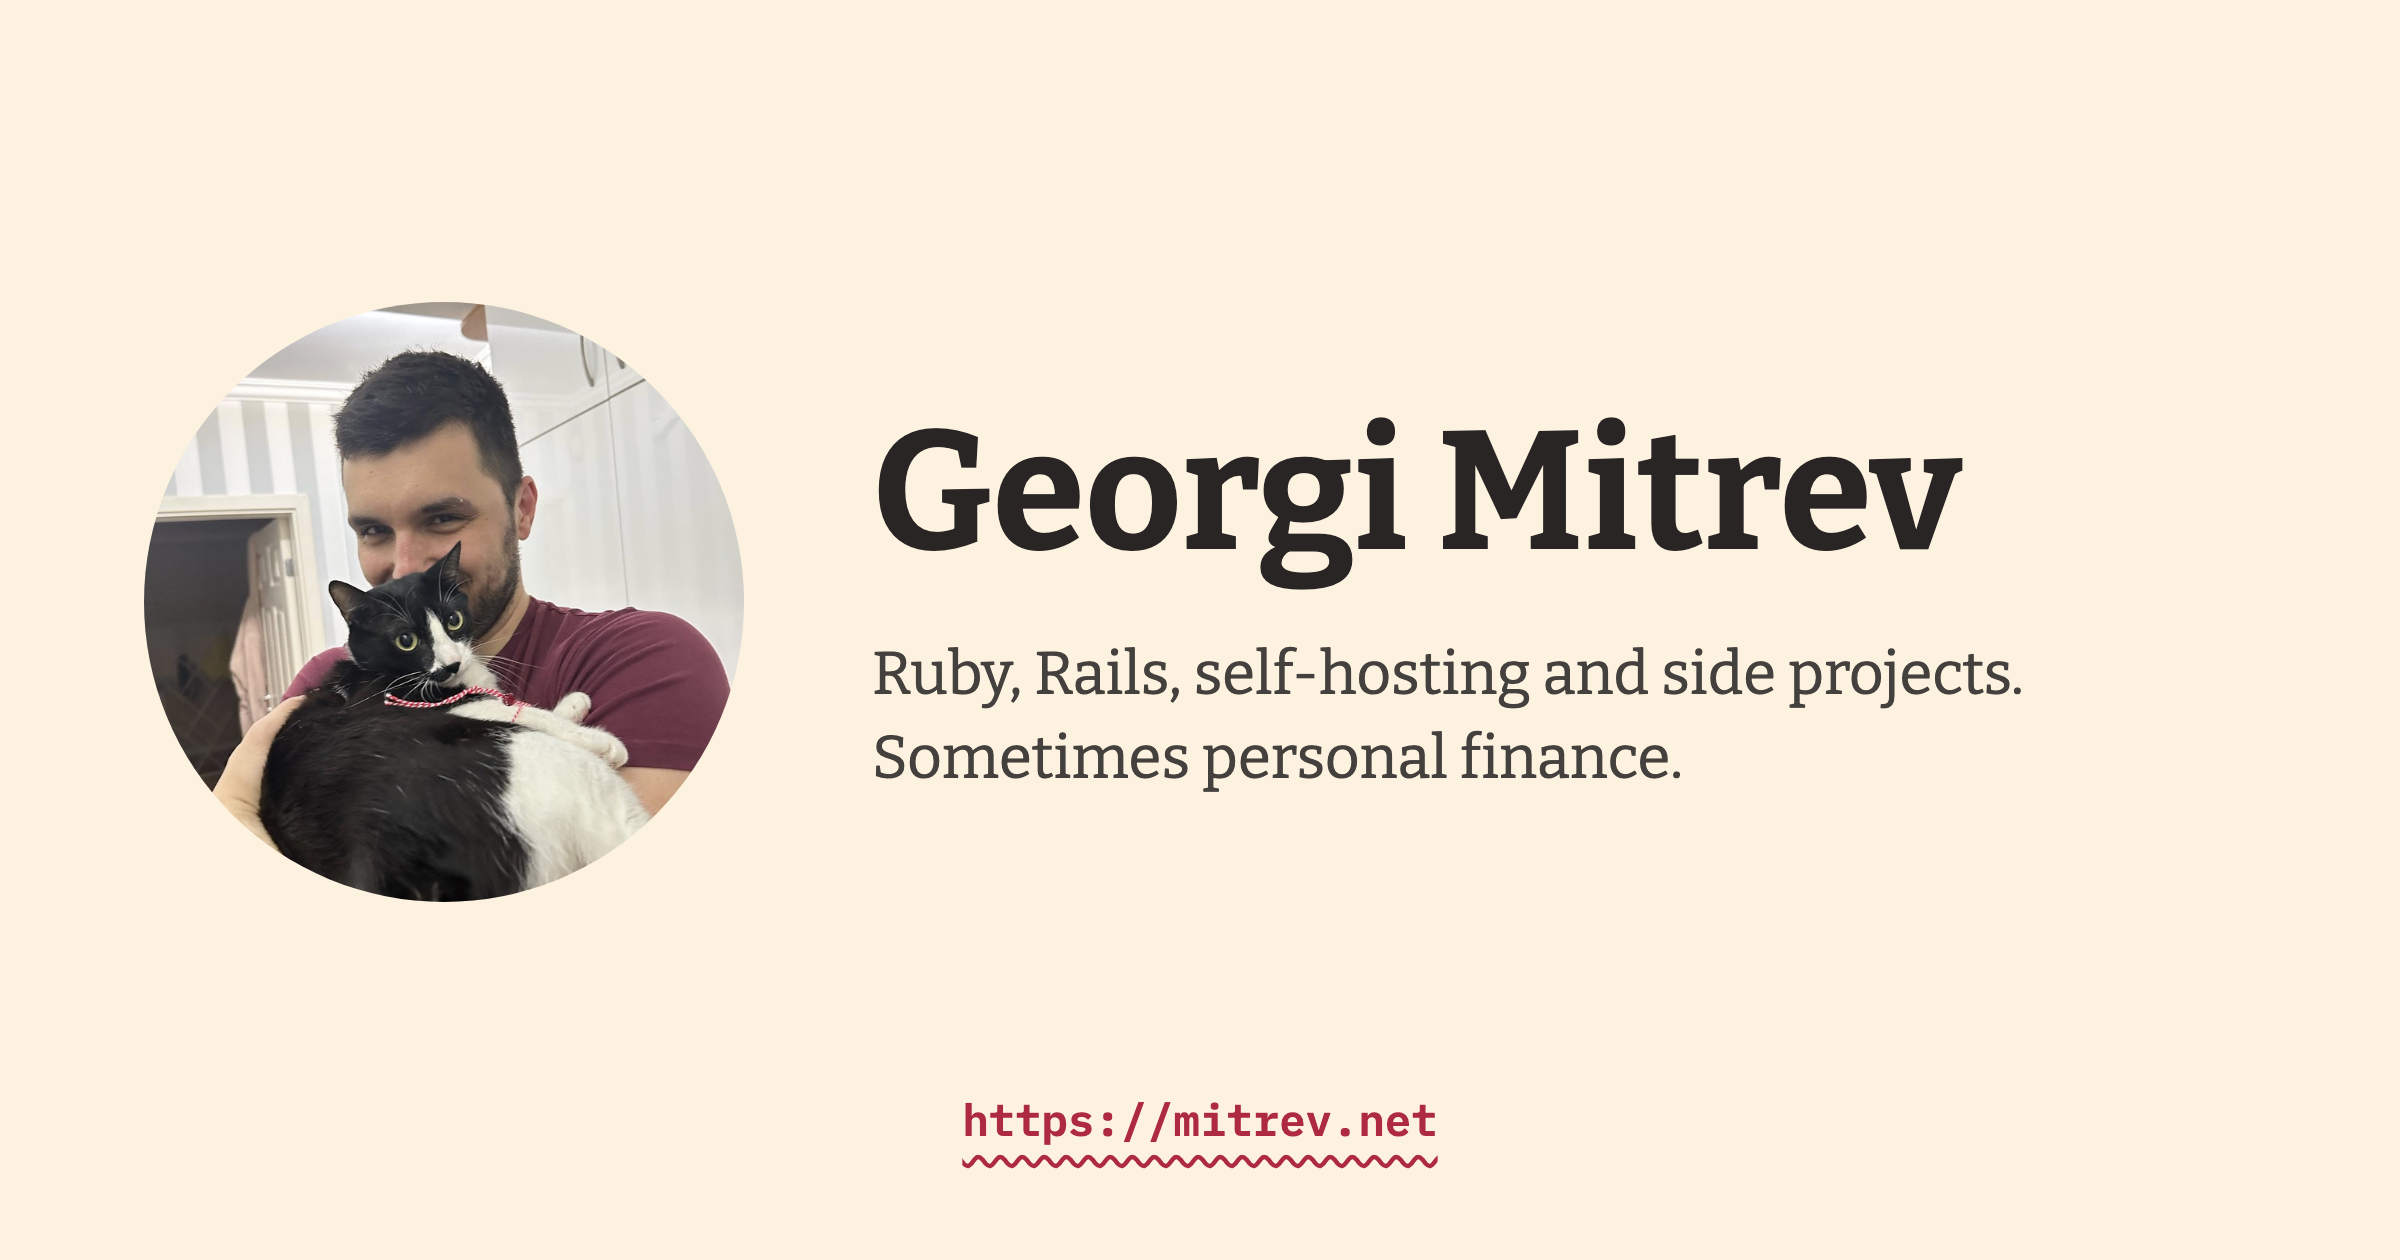 Georgi Mitrev
Ruby, Rails, self-hosting and side projects.
Sometimes personal finance.
https://mitrev.net